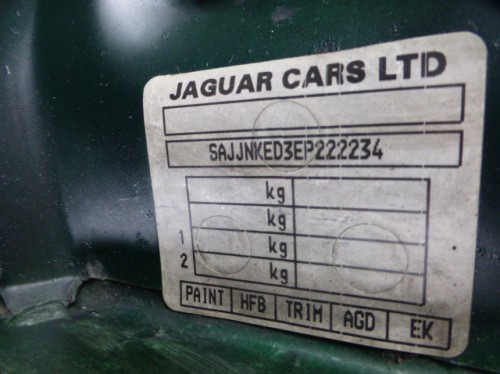 JAGUAR CARS LTD
SAJJNKED3EP222234
kg
kg
1 kg
2 kg
PAINT HFB TRIM AGD EK